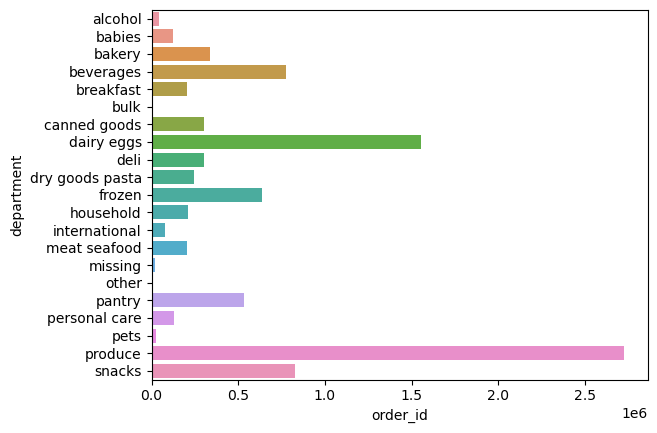 alcohol
babies
bakery
beverages
breakfast
bulk
canned goods
dairy eggs
deli
dry goods pasta
frozen
household
international
meat seafood
missing
other
pantry
personal care
pets
produce
snacks
department
0.0 0.5 1.0 1.5 2.0 2.5
1e6
order_id